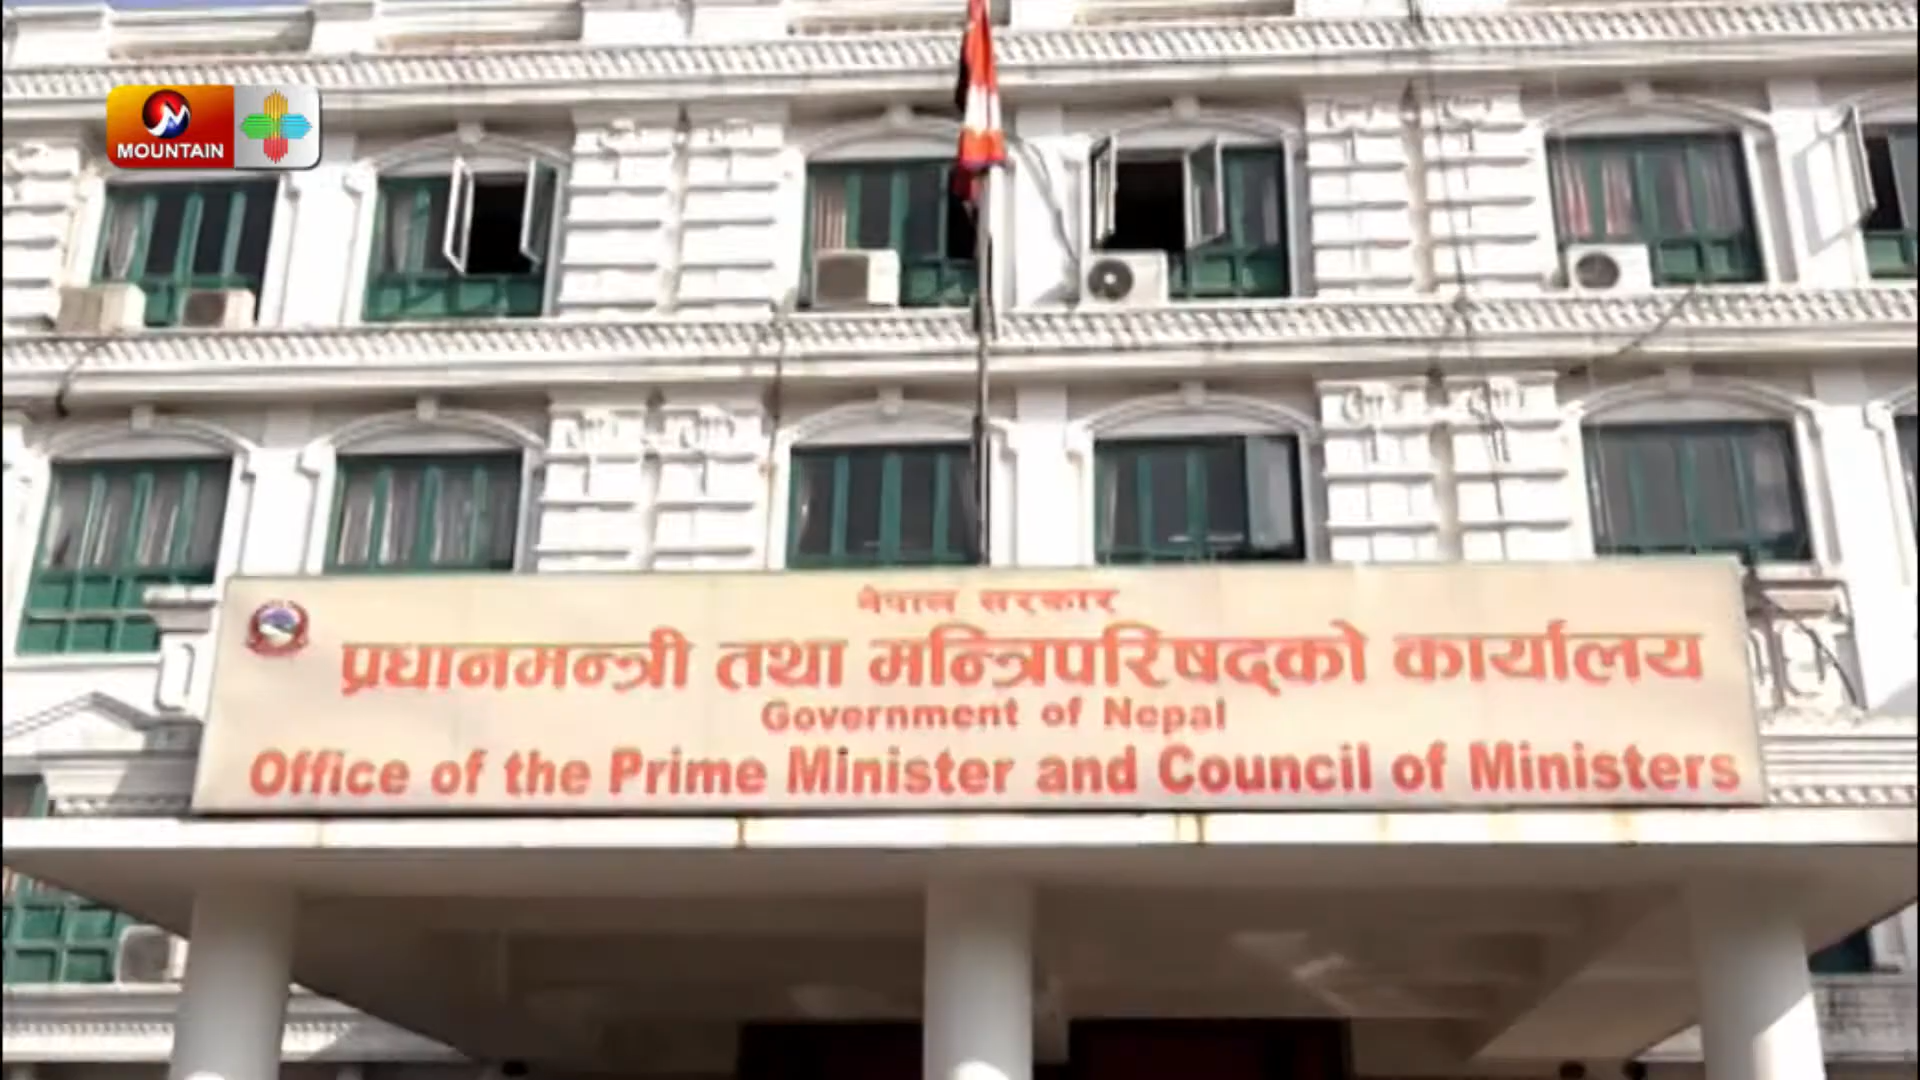 MOUNTAIN
नेपाल सरकार
प्रधानमन्त्री तथा मन्त्रिपरिषद्को कार्यालय
Government of Nepal
Office of the Prime Minister and Council of Ministers